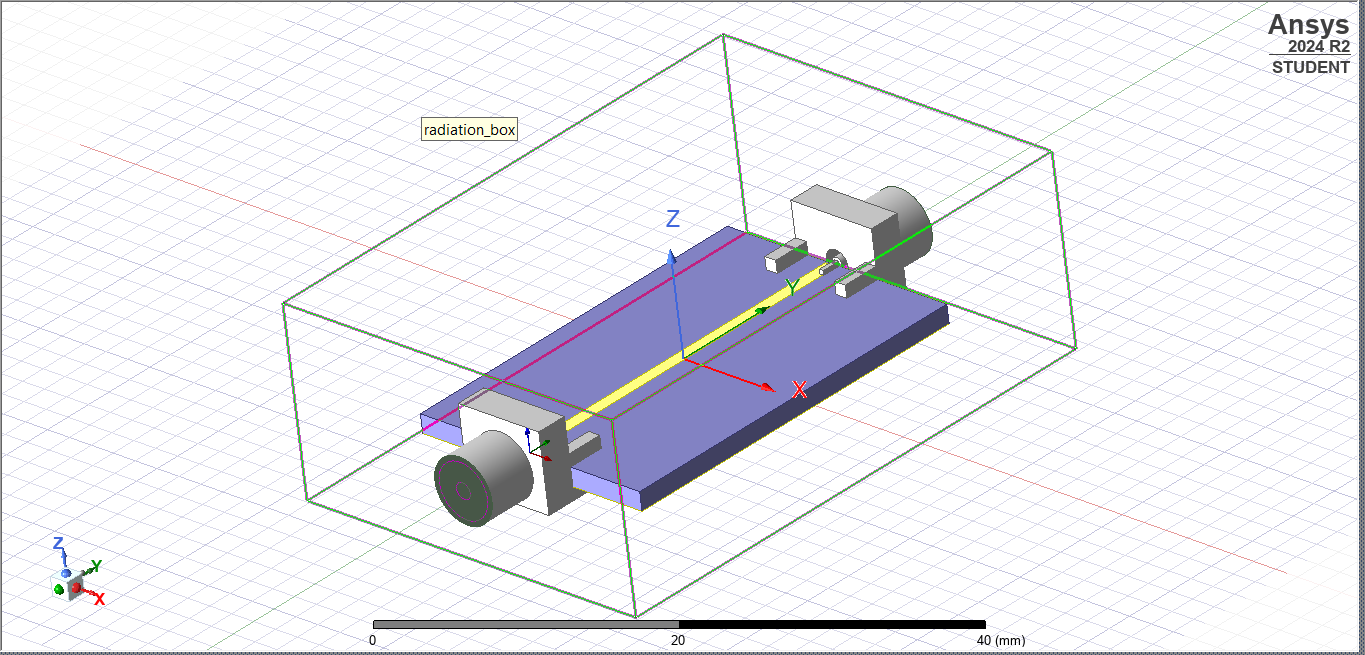 Ansys
2024 R2
STUDENT
radiation_box
Z
Y
X
Z
Y
X
0 20 40 (mm)